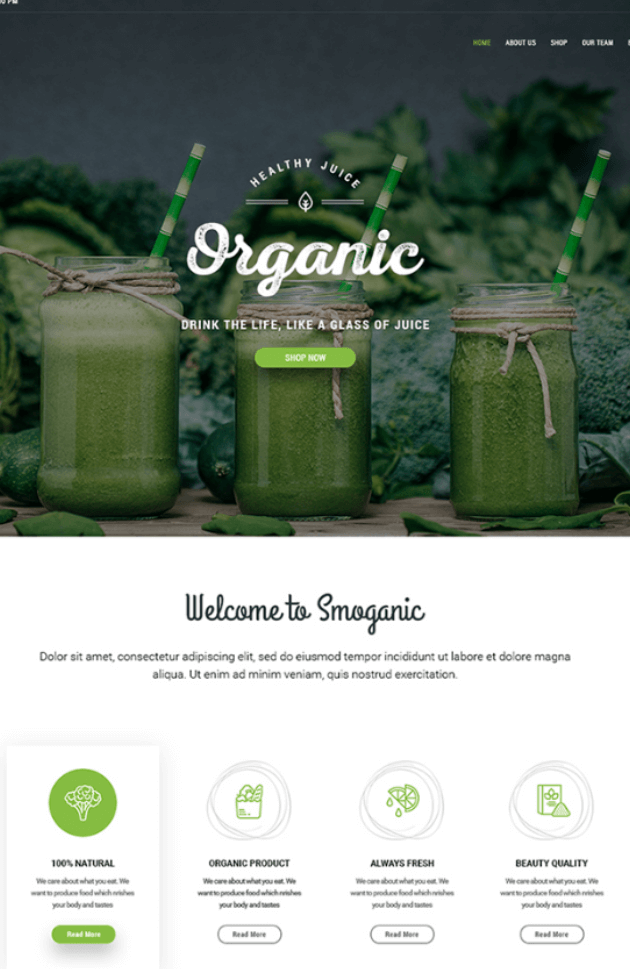 HOME ABOUT US SHOP OUR TEAM
HEALTHY JUICE
Organic
DRINK THE LIFE, LIKE A GLASS OF JUICE
SHOP NOW
Welcome to Smoganic
Dolor sit amet, consectetur adipiscing elit, sed do eiusmod tempor incididunt ut labore et dolore magna
aliqua. Ut enim ad minim veniam, quis nostrud exercitation.
100% NATURAL
We care about what you eat. We
want to produce food which nrishes
your body and tastes
Read More
ORGANIC PRODUCT
We care about what you eat. We
want to produce food which nrishes
your body and tastes
Read More
ALWAYS FRESH
We care about what you eat. We
want to produce food which nrishes
your body and tastes
Read More
BEAUTY QUALITY
We care about what you eat. We
want to produce food which nrishes
your body and tastes
Read More